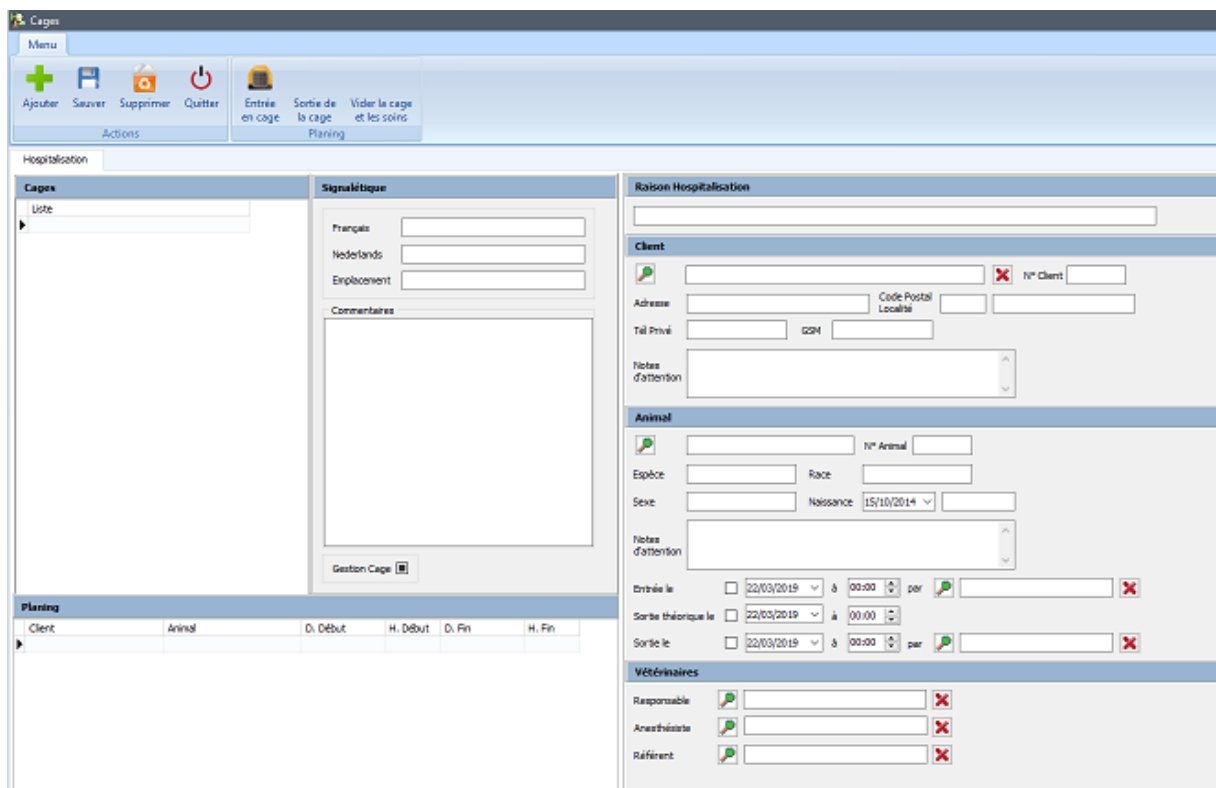 Cages
Menu
Ajouter Sauver Supprimer Quitter
Entrée en cage
Sortie de la cage
Vider la cage et les soins
Actions
Planing
Hospitalisation
Cages
Liste
Signalétique
Français
Nederlands
Emplacement
Commentaires
Gestion Cage
Raison Hospitalisation
Client
N° Client
Adresse
Code Postal
Localité
Tél Privé
GSM
Notes
d'attention
Animal
N° Animal
Espèce
Race
Sexe
Naissance 15/10/2014
Notes
d'attention
Entrée le 22/03/2019 à 00:00 par
Sortie théorique le 22/03/2019 à 00:00
Sortie le 22/03/2019 à 00:00 par
Vétérinaires
Responsable
Anesthésiste
Référent
Planing
Client Animal D. Début H. Début D. Fin H. Fin